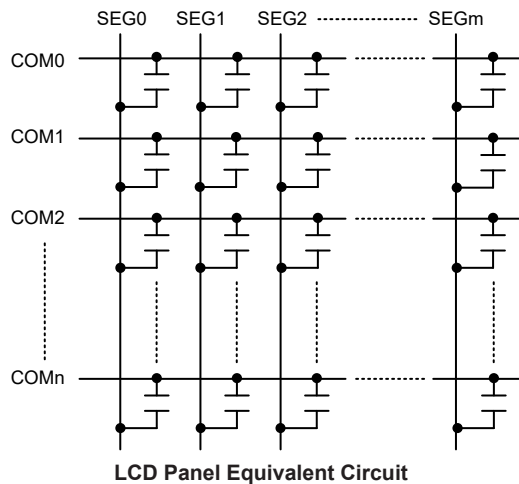 SEG0 SEG1 SEG2 SEGm
COM0
COM1
COM2
COMn
LCD Panel Equivalent Circuit